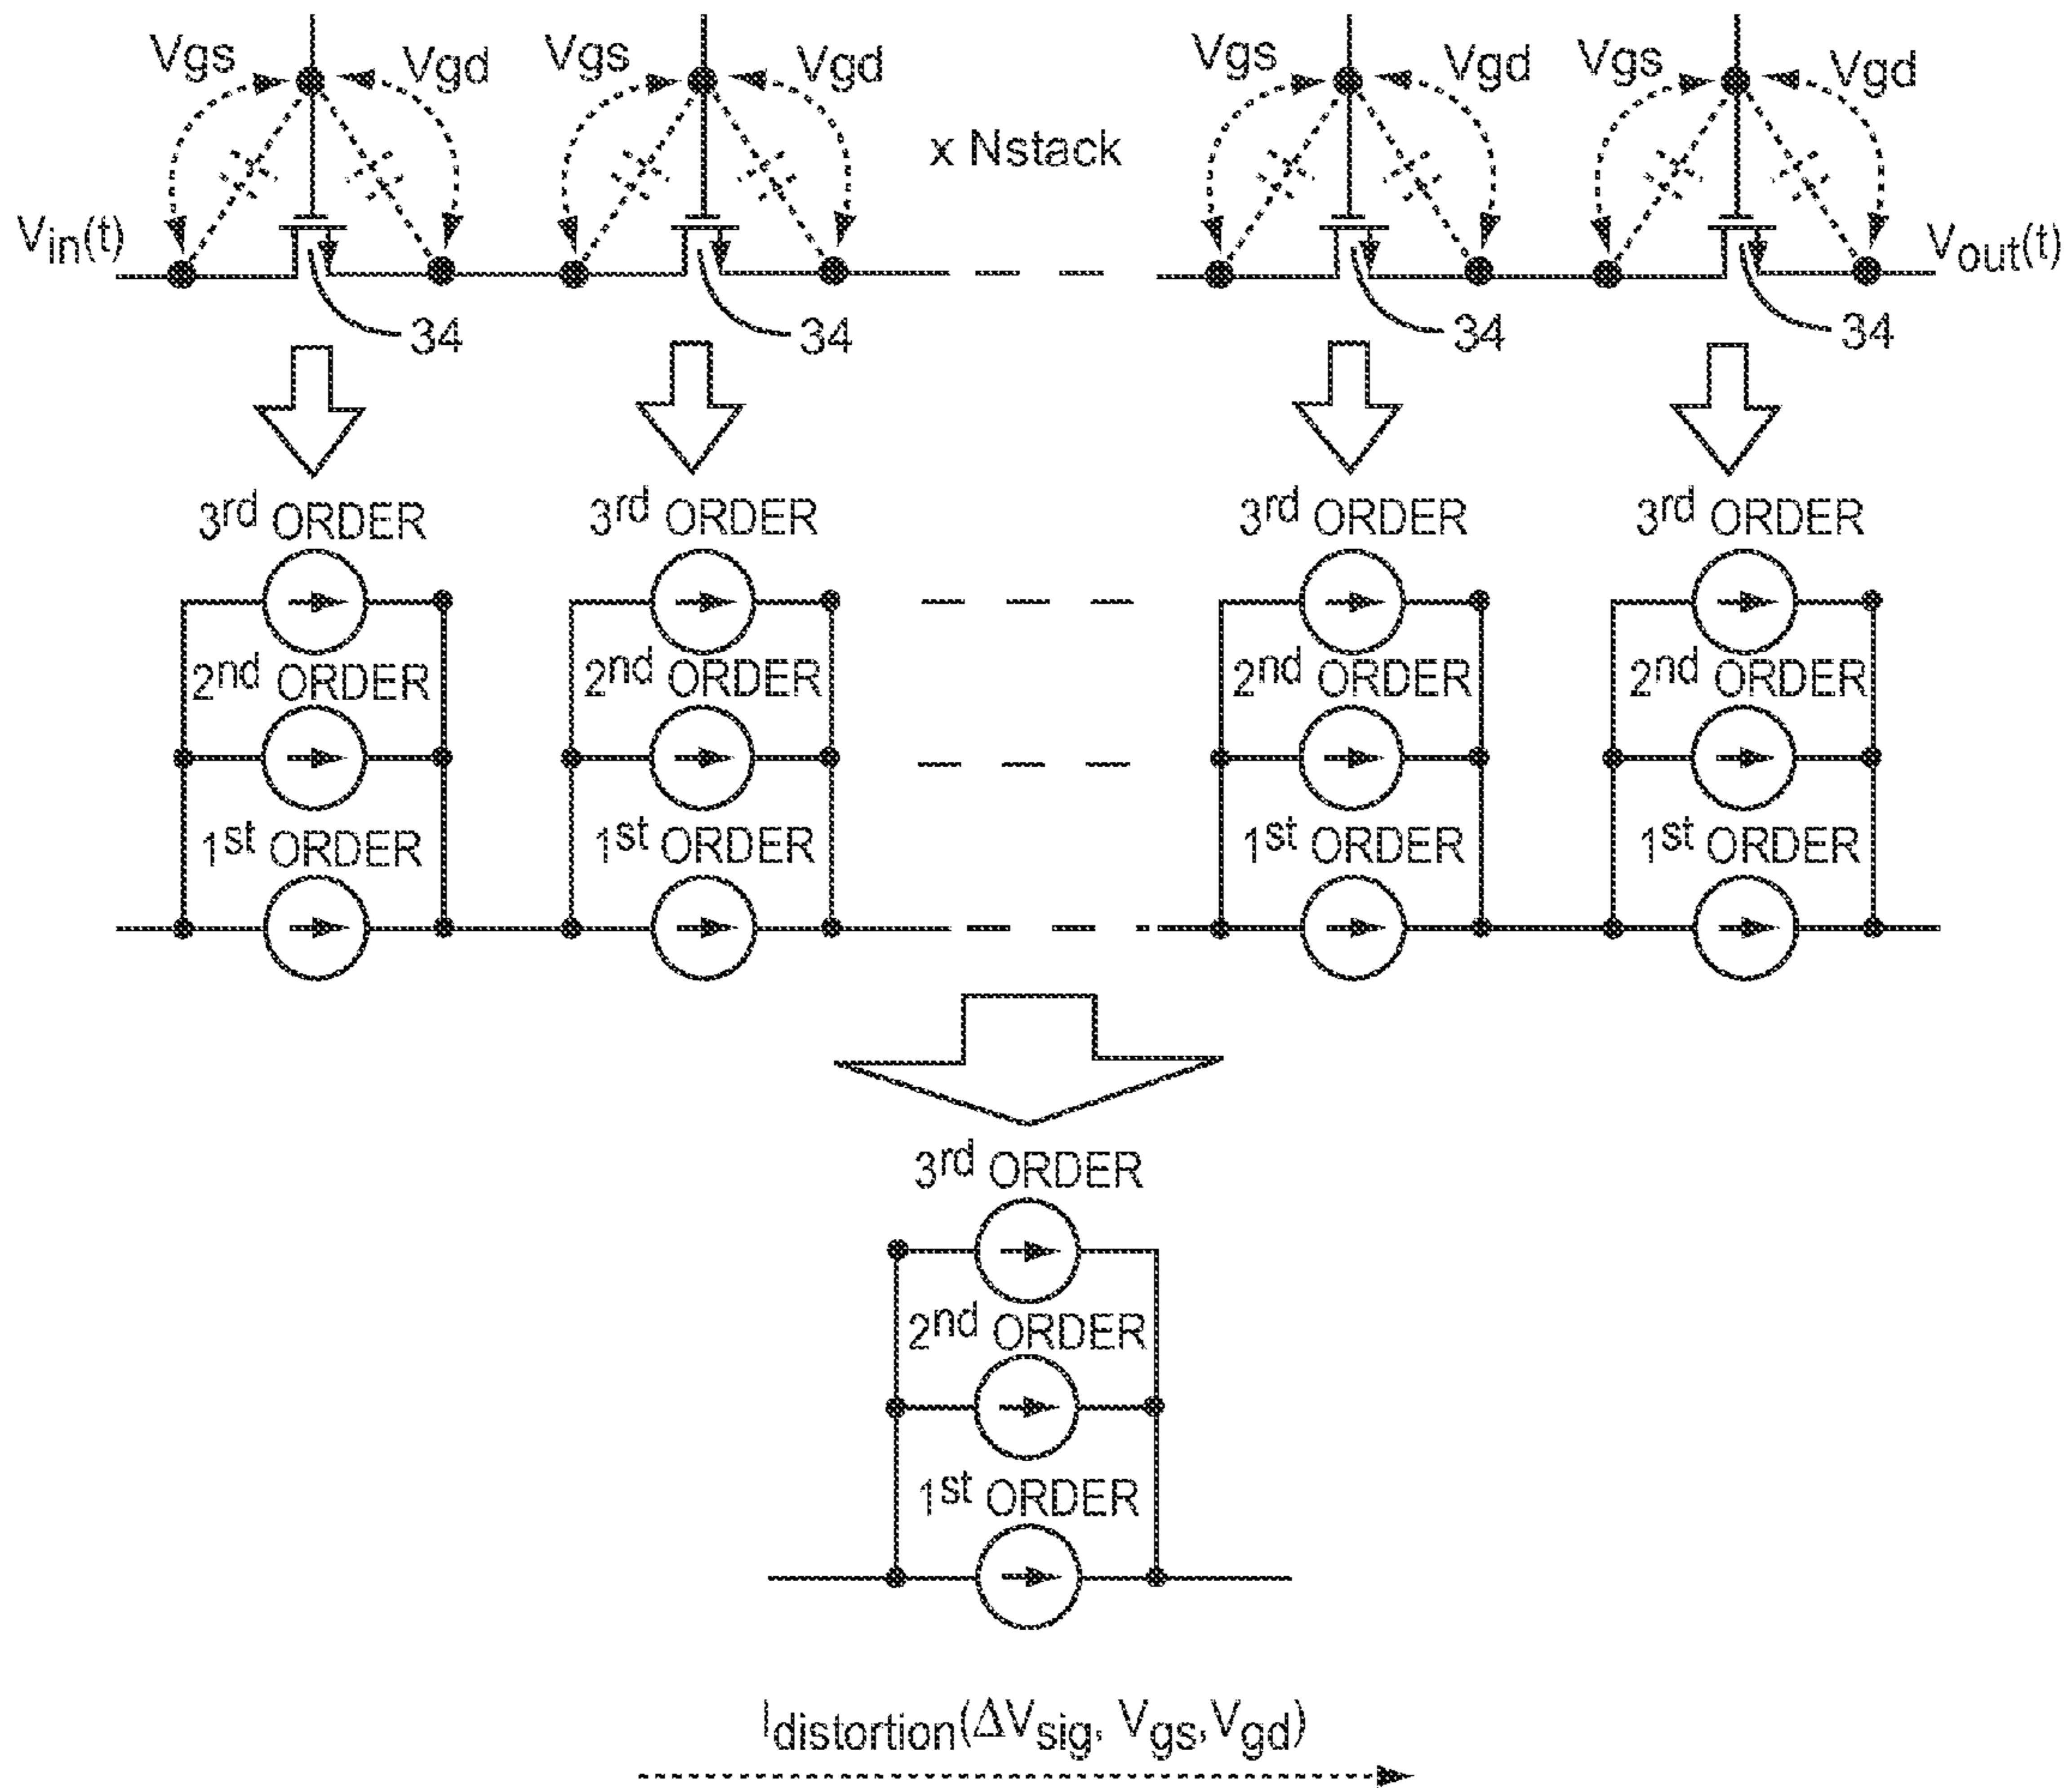 Vgs Vgd Vgs Vgd Vgs Vgd Vgs Vgd
x Nstack
Vin(t) Vout(t)
34 34 34 34
3rd ORDER 3rd ORDER 3rd ORDER 3rd ORDER
2nd ORDER 2nd ORDER 2nd ORDER 2nd ORDER
1st ORDER 1st ORDER 1st ORDER 1st ORDER
3rd ORDER
2nd ORDER
1st ORDER
Idistortion(ΔVsig, Vgs,Vgd)